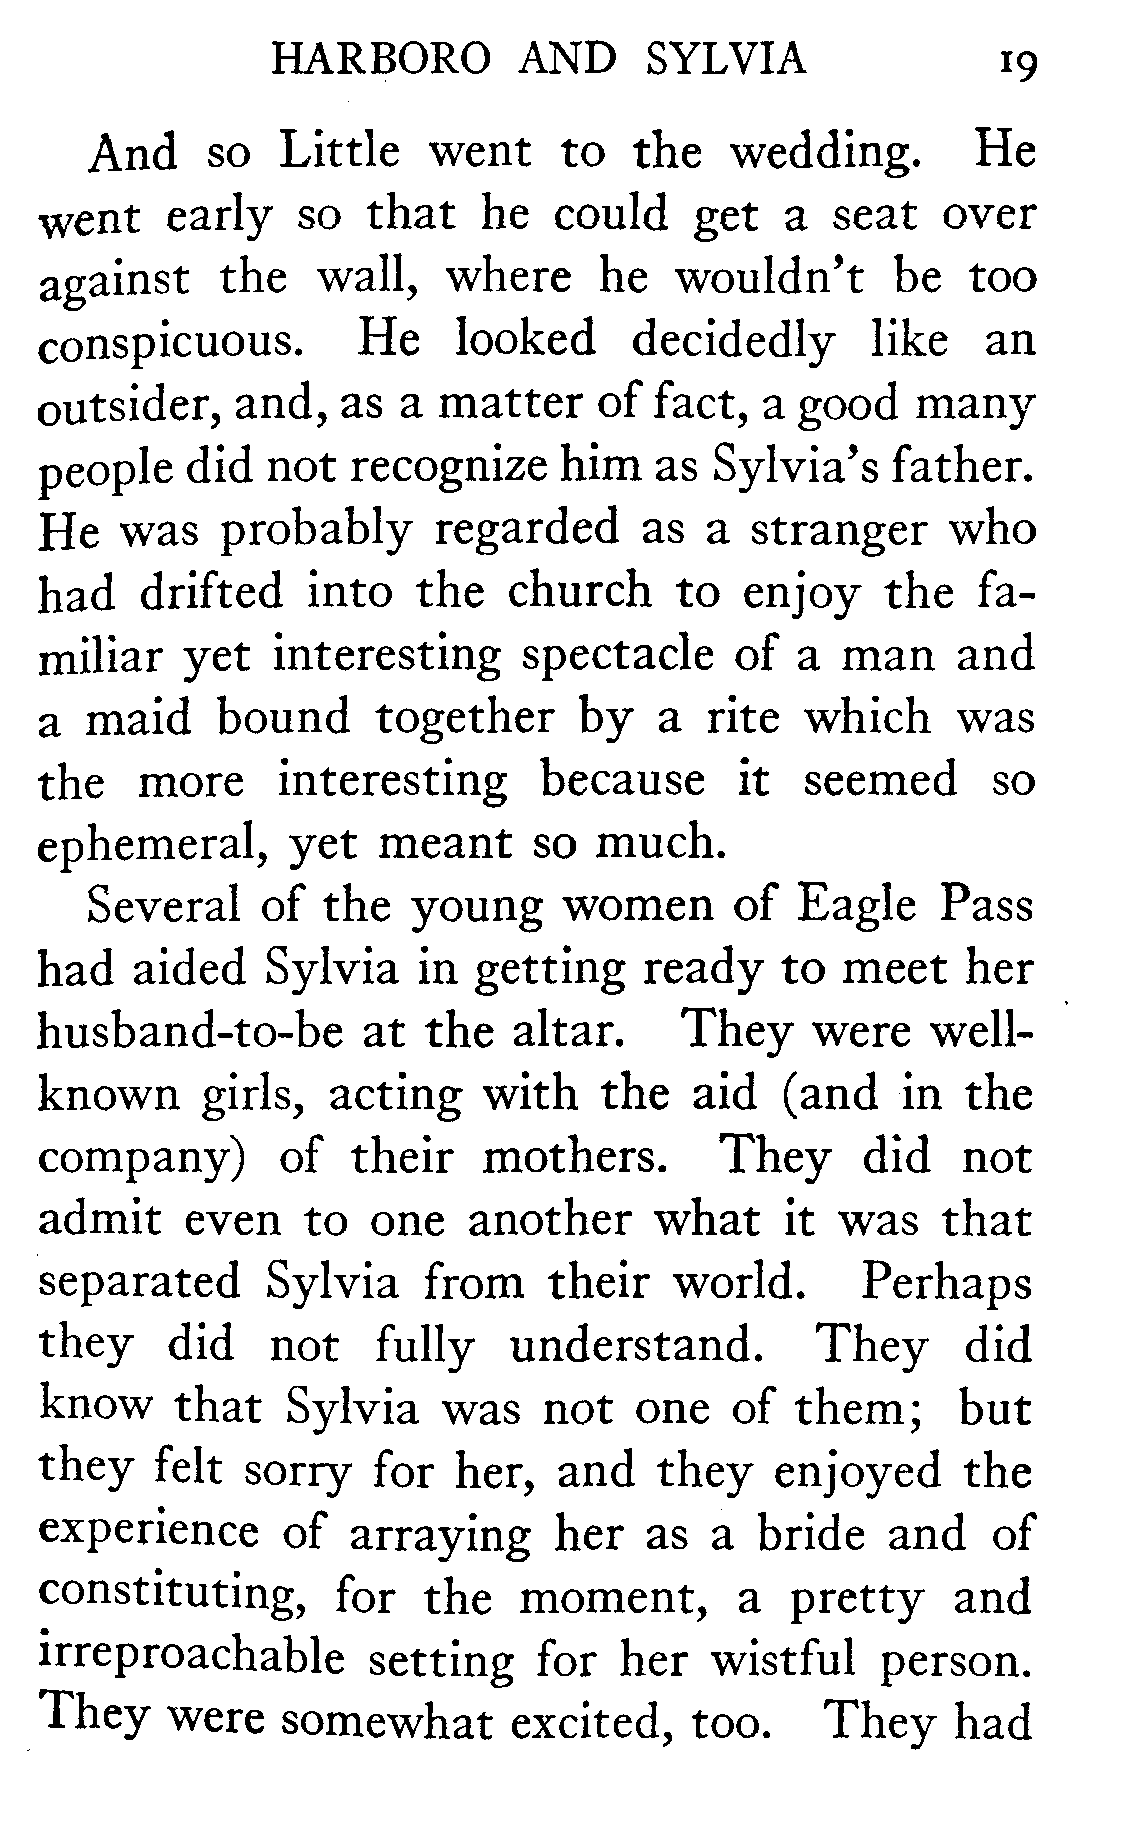 HARBORO AND SYLVIA 19
And so Little went to the wedding. He
went early so that he could get a seat over
against the wall, where he wouldn't be too
conspicuous. He looked decidedly like an
outsider, and, as a matter of fact, a good many
people did not recognize him as Sylvia's father.
He was probably regarded as a stranger who
had drifted into the church to enjoy the fa-
miliar yet interesting spectacle of a man and
a maid bound together by a rite which was
the more interesting because it seemed so
ephemeral, yet meant so much.
Several of the young women of Eagle Pass
had aided Sylvia in getting ready to meet her
husband-to-be at the altar. They were well-
known girls, acting with the aid (and in the
company) of their mothers. They did not
admit even to one another what it was that
separated Sylvia from their world. Perhaps
they did not fully understand. They did
know that Sylvia was not one of them; but
they felt sorry for her, and they enjoyed the
experience of arraying her as a bride and of
constituting, for the moment, a pretty and
irreproachable setting for her wistful person.
They were somewhat excited, too. They had